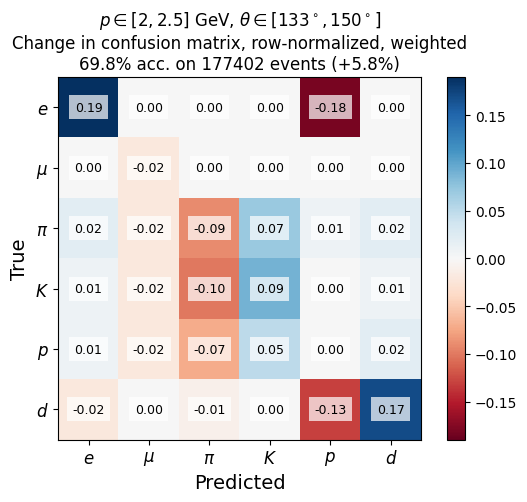 p ∈ [2, 2.5] GeV, θ ∈ [133°, 150°]
Change in confusion matrix, row-normalized, weighted
69.8% acc. on 177402 events (+5.8%)
e 0.19 0.00 0.00 0.00 -0.18 0.00
μ 0.00 -0.02 0.00 0.00 0.00 0.00
π 0.02 -0.02 -0.09 0.07 0.01 0.02
K 0.01 -0.02 -0.10 0.09 0.00 0.01
p 0.01 -0.02 -0.07 0.05 0.00 0.02
d -0.02 0.00 -0.01 0.00 -0.13 0.17
e μ π K p d
Predicted
True
0.15
0.10
0.05
0.00
−0.05
−0.10
−0.15